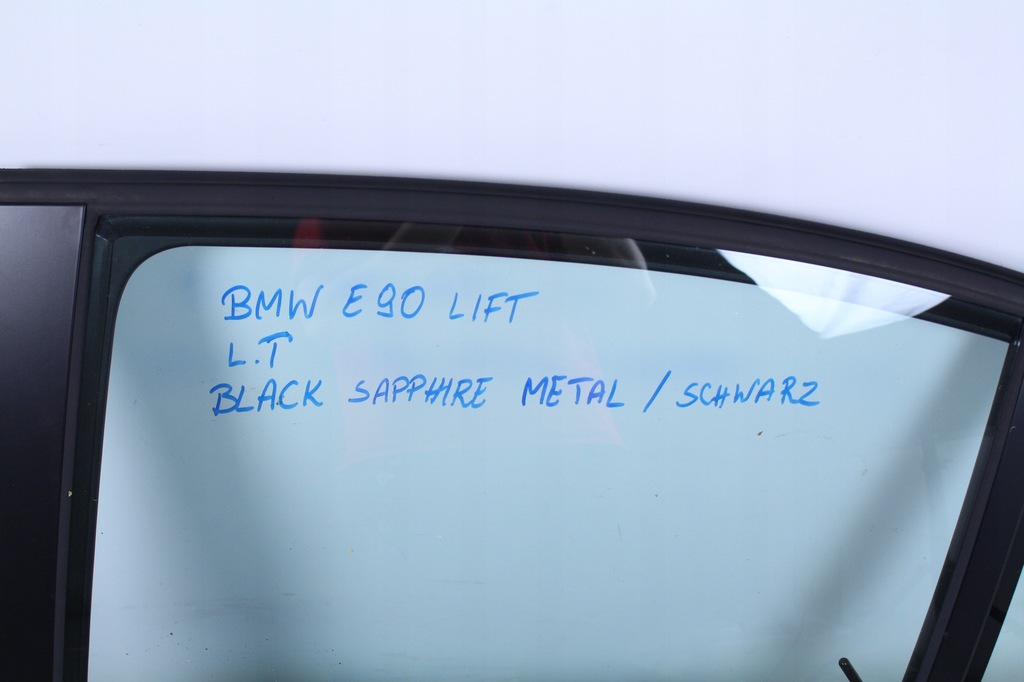 BMW E90 LIFT
L.T
BLACK SAPPHIRE METAL / SCHWARZ